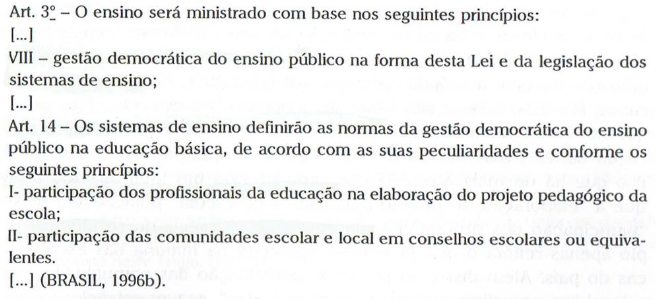 Art. 3º – O ensino será ministrado com base nos seguintes princípios:
[...]
VIII – gestão democrática do ensino público na forma desta Lei e da legislação dos
sistemas de ensino;
[...]
Art. 14 – Os sistemas de ensino definirão as normas da gestão democrática do ensino
público na educação básica, de acordo com as suas peculiaridades e conforme os
seguintes princípios:
I- participação dos profissionais da educação na elaboração do projeto pedagógico da
escola;
II- participação das comunidades escolar e local em conselhos escolares ou equiva-
lentes.
[...] (BRASIL, 1996b).